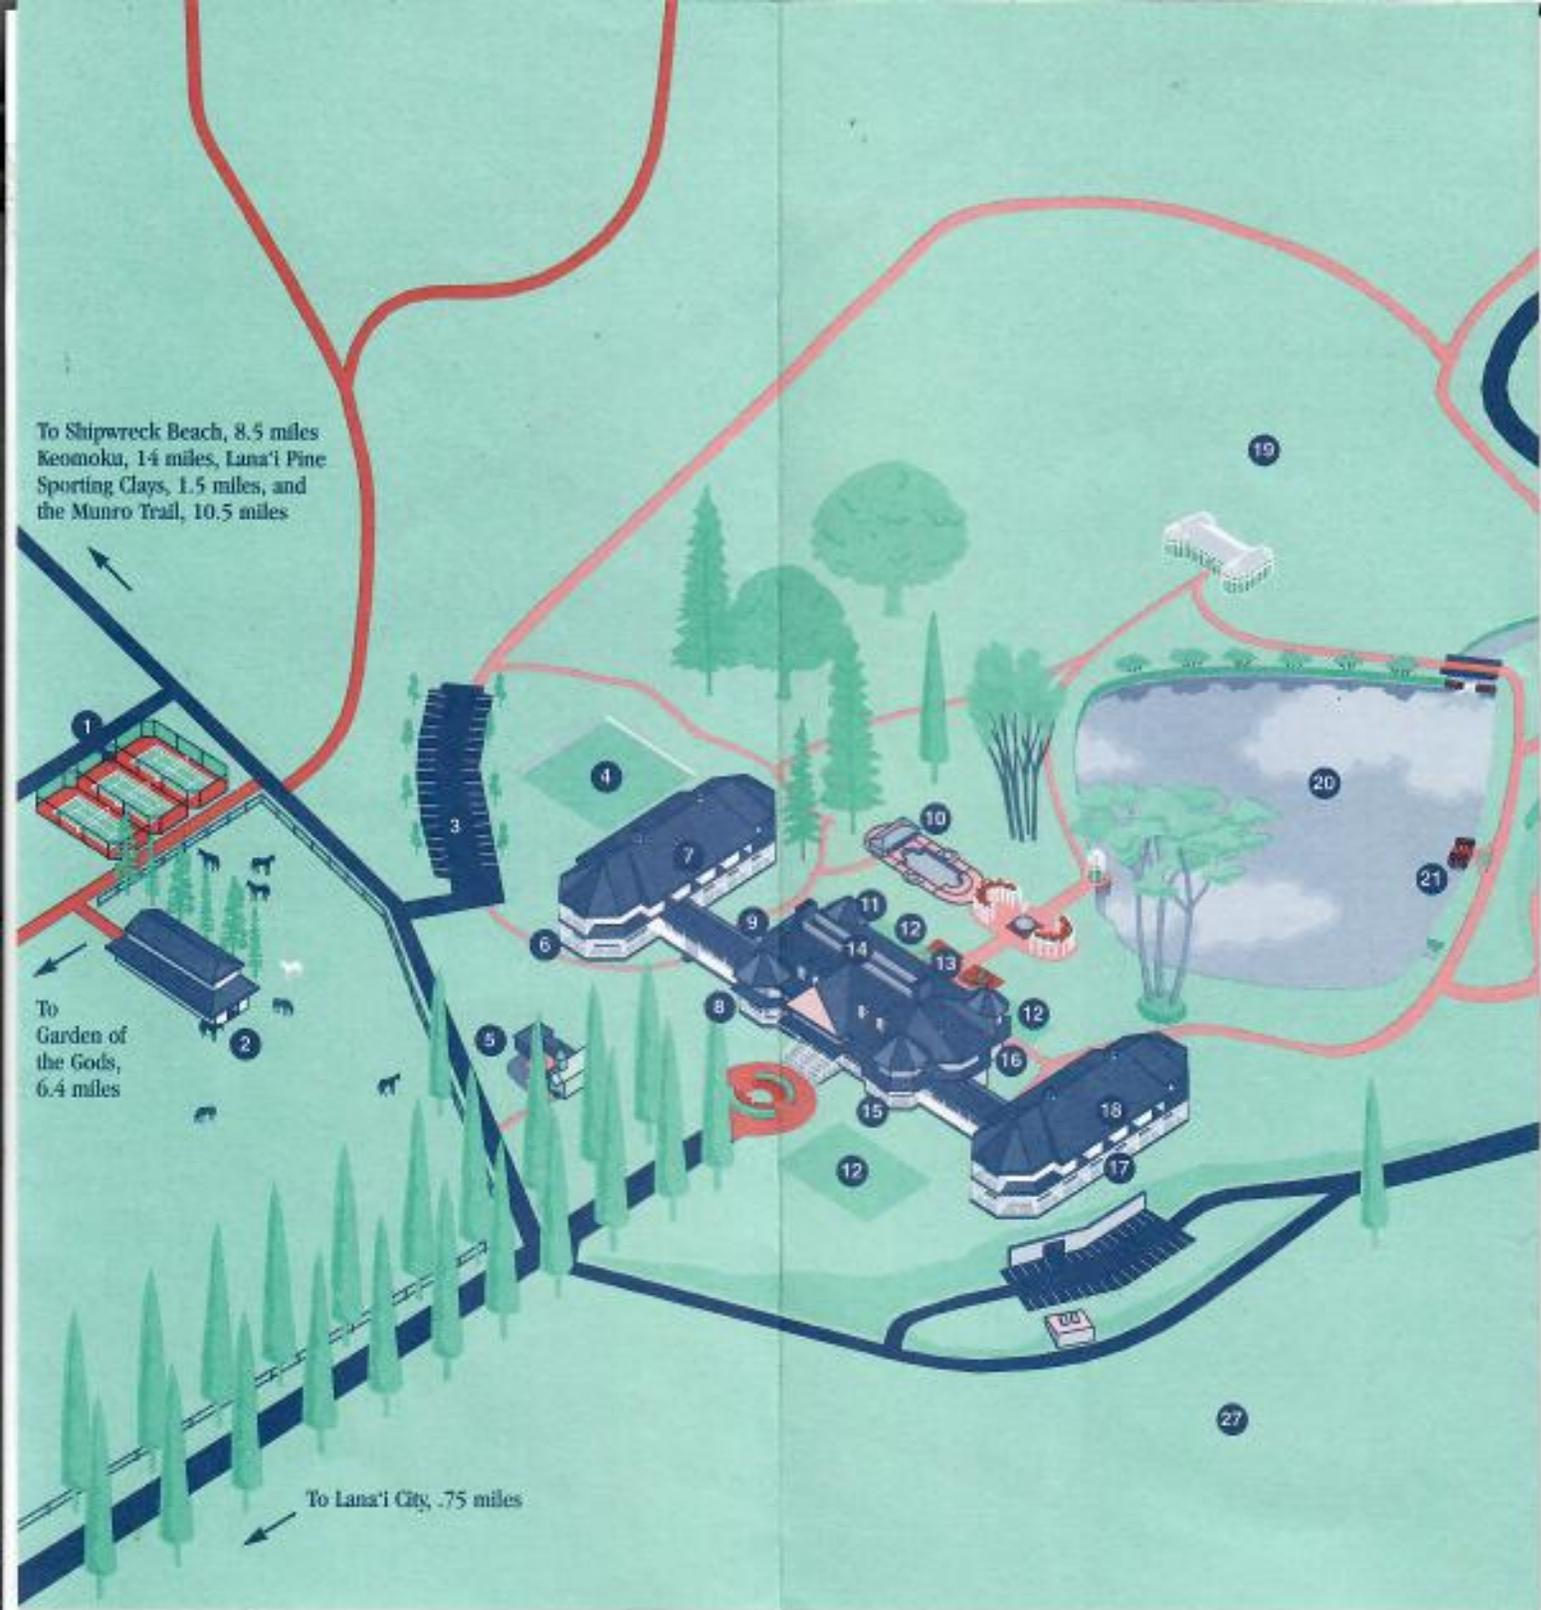 19
To Shipwreck Beach, 8.5 miles
Keomoku, 14 miles, Lana'i Pine
Sporting Clays, 1.5 miles, and
the Munro Trail, 10.5 miles
1
4
20
3
10
7
21
11
9
12
6
14
13
To
Garden of
the Gods,
6.4 miles
8
12
5
2
16
15
18
12
17
27
To Lana'i City, .75 miles